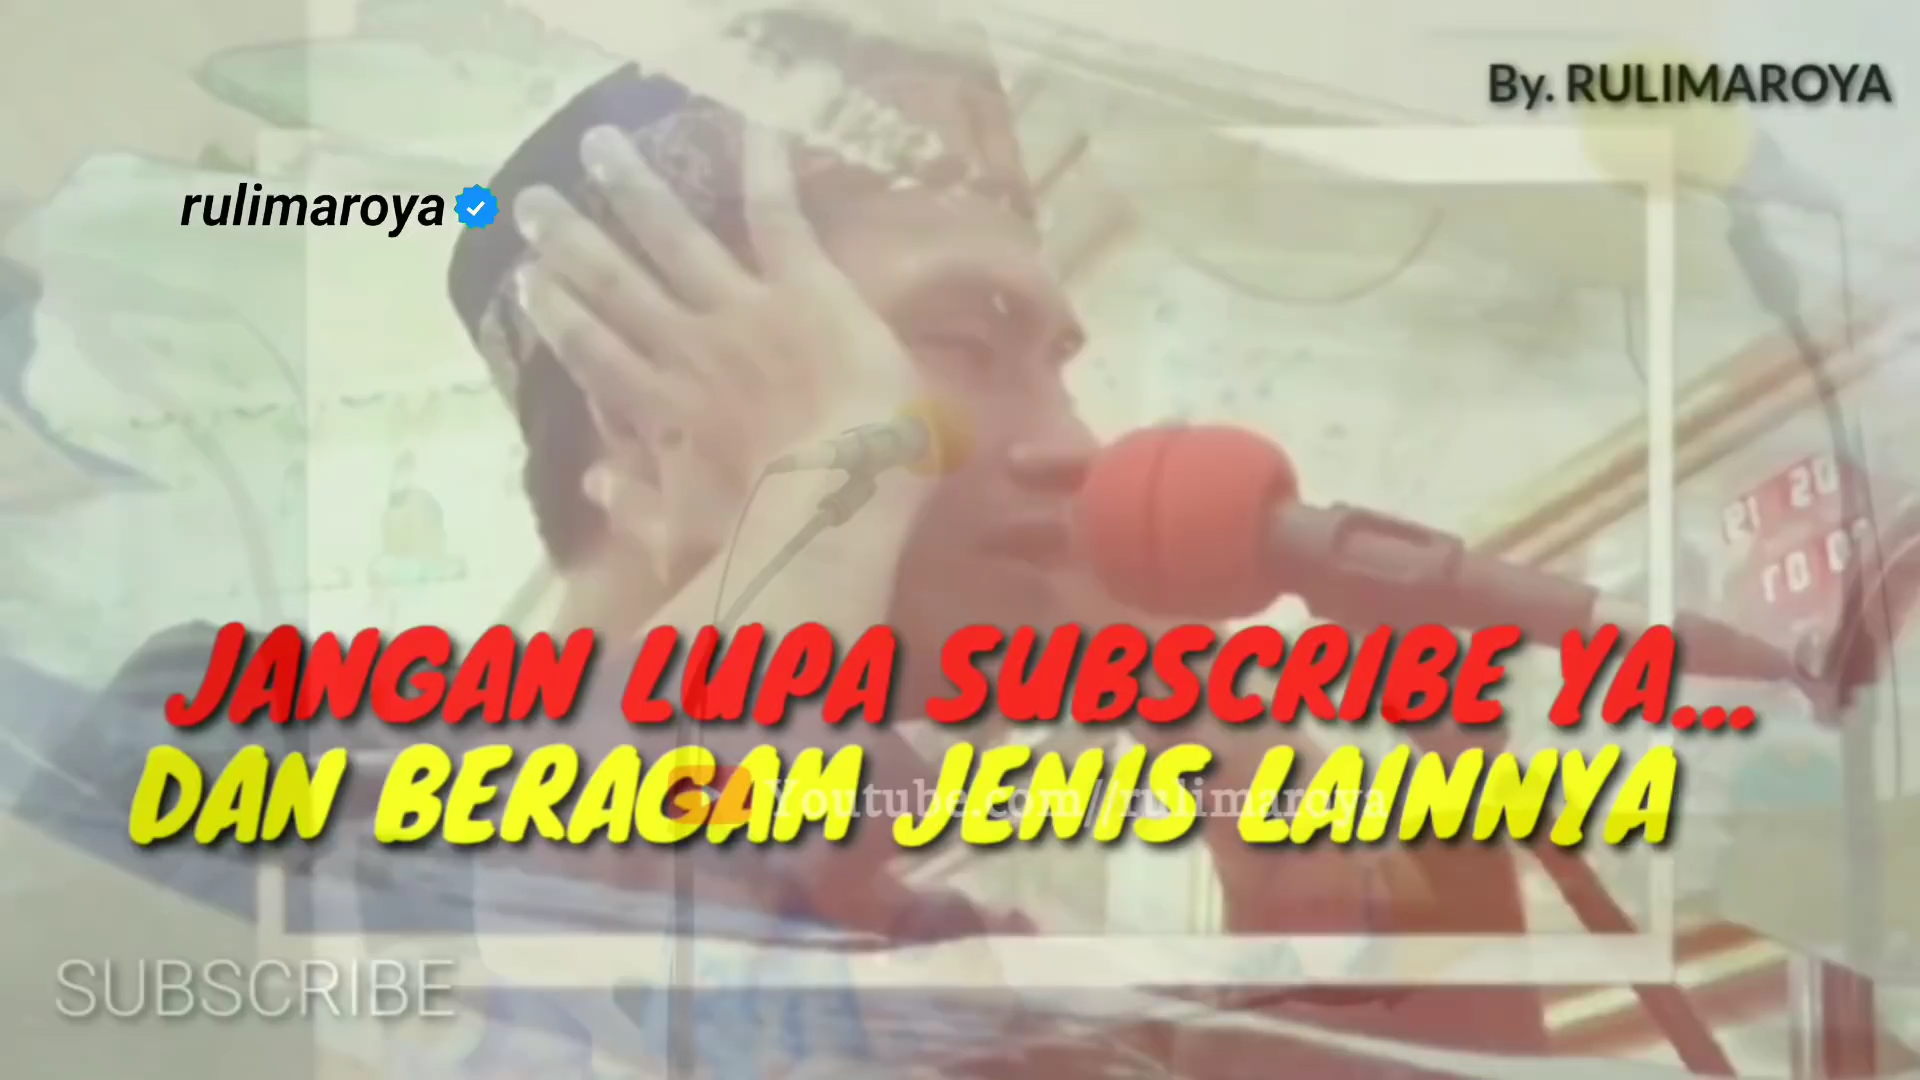 By. RULIMAROYA
rulimaroya
JANGAN LUPA SUBSCRIBE YA...
DAN BERAGAM JENIS LAINNYA
Youtube.com//rulimaroya
SUBSCRIBE